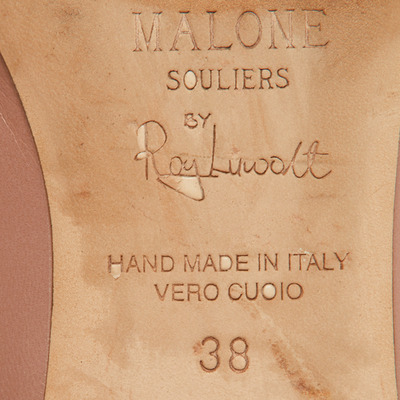 MALONE
SOULIERS
BY
Roy Luwolt
HAND MADE IN ITALY
VERO CUOIO
38